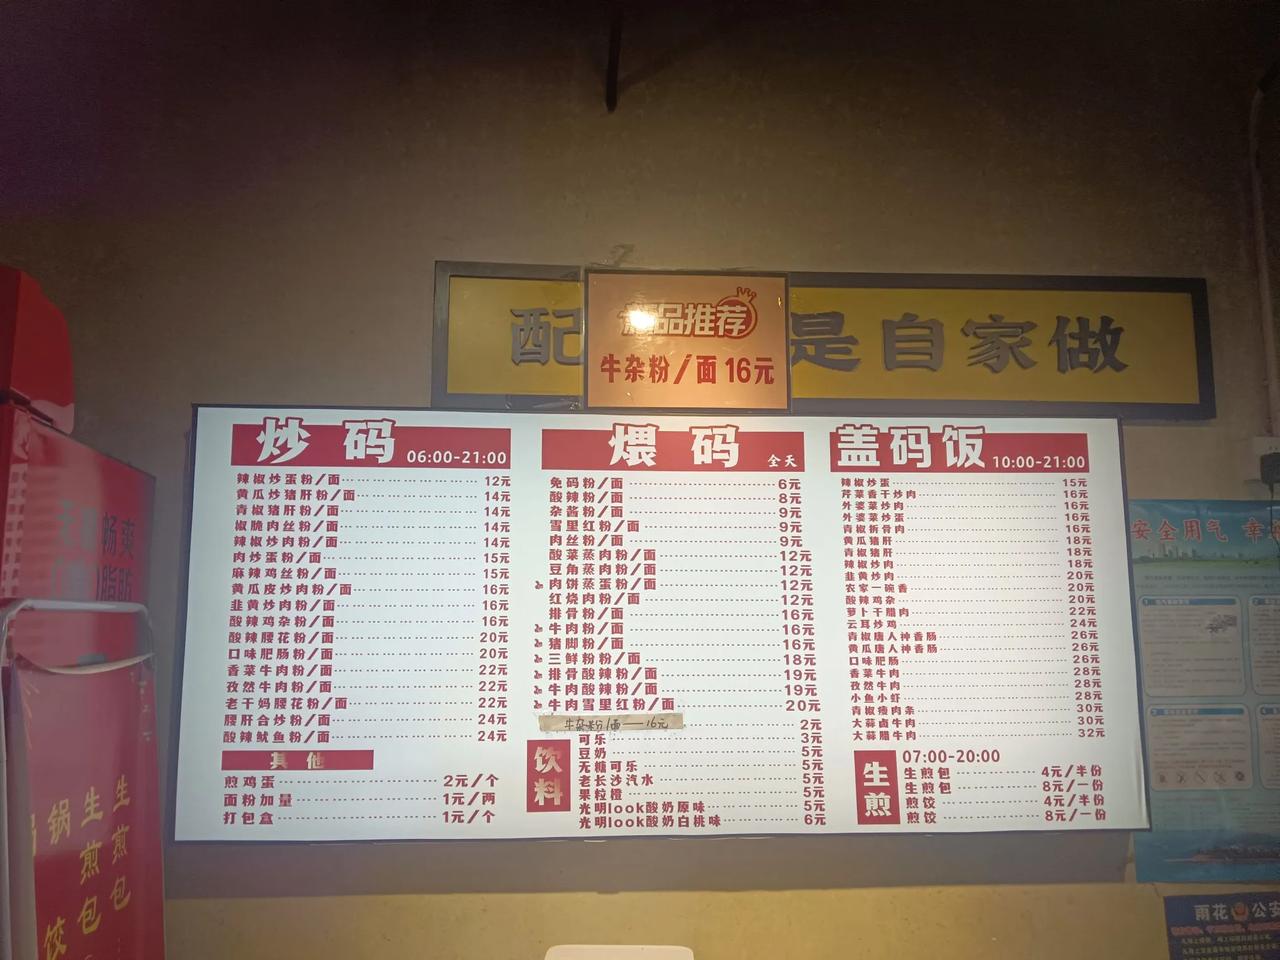 新品推荐
牛杂粉/面 16元
配
是自家做
炒码 06:00-21:00
辣椒炒蛋粉/面 12元
黄瓜炒猪肝粉/面 14元
青椒猪肝粉/面 14元
椒脆肉丝粉/面 14元
辣椒炒肉粉/面 14元
肉炒蛋粉/面 15元
麻辣鸡丝粉/面 15元
黄瓜皮炒肉粉/面 16元
韭黄炒肉粉/面 16元
酸辣鸡杂粉/面 16元
酸辣腰花粉/面 20元
口味肥肠粉/面 20元
香菜牛肉粉/面 22元
孜然牛肉粉/面 22元
老干妈腰花粉/面 22元
腰肝合炒粉/面 24元
酸辣鱿鱼粉/面 24元
其他
煎鸡蛋 2元/个
面粉加量 1元/两
打包盒 1元/个
煨码 全天
免码粉/面 6元
酸辣粉/面 8元
杂酱粉/面 9元
雪里红粉/面 9元
肉丝粉/面 9元
酸菜蒸肉粉/面 12元
豆角蒸肉粉/面 12元
肉饼蒸蛋粉/面 12元
红烧肉粉/面 12元
排骨粉/面 16元
牛肉粉/面 16元
猪脚粉/面 16元
三鲜粉粉/面 18元
排骨酸辣粉/面 19元
牛肉酸辣粉/面 19元
牛肉雪里红粉/面 20元
牛杂粉/面——16元
饮料
2元
可乐 3元
豆奶 5元
无糖可乐 5元
老长沙汽水 5元
果粒橙 5元
光明look酸奶原味 5元
光明look酸奶白桃味 6元
盖码饭 10:00-21:00
辣椒炒蛋 15元
芹菜香干炒肉 16元
外婆菜炒肉 16元
外婆菜炒蛋 16元
青椒拆骨肉 16元
黄瓜猪肝 18元
青椒猪肝 18元
辣椒炒肉 18元
韭黄炒肉 20元
农家一碗香 20元
酸辣鸡杂 20元
萝卜干腊肉 22元
云耳炒鸡 24元
青椒唐人神香肠 26元
黄瓜唐人神香肠 26元
口味肥肠 26元
香菜牛肉 28元
孜然牛肉 28元
小鱼小虾 28元
青椒瘦肉条 30元
大蒜卤牛肉 30元
大蒜腊牛肉 32元
生煎
07:00-20:00
生煎包 4元/半份
生煎包 8元/一份
煎饺 4元/半份
煎饺 8元/一份
畅爽
脂肪
锅
饺
生煎包
生煎包
安全用气 幸
雨花 公安